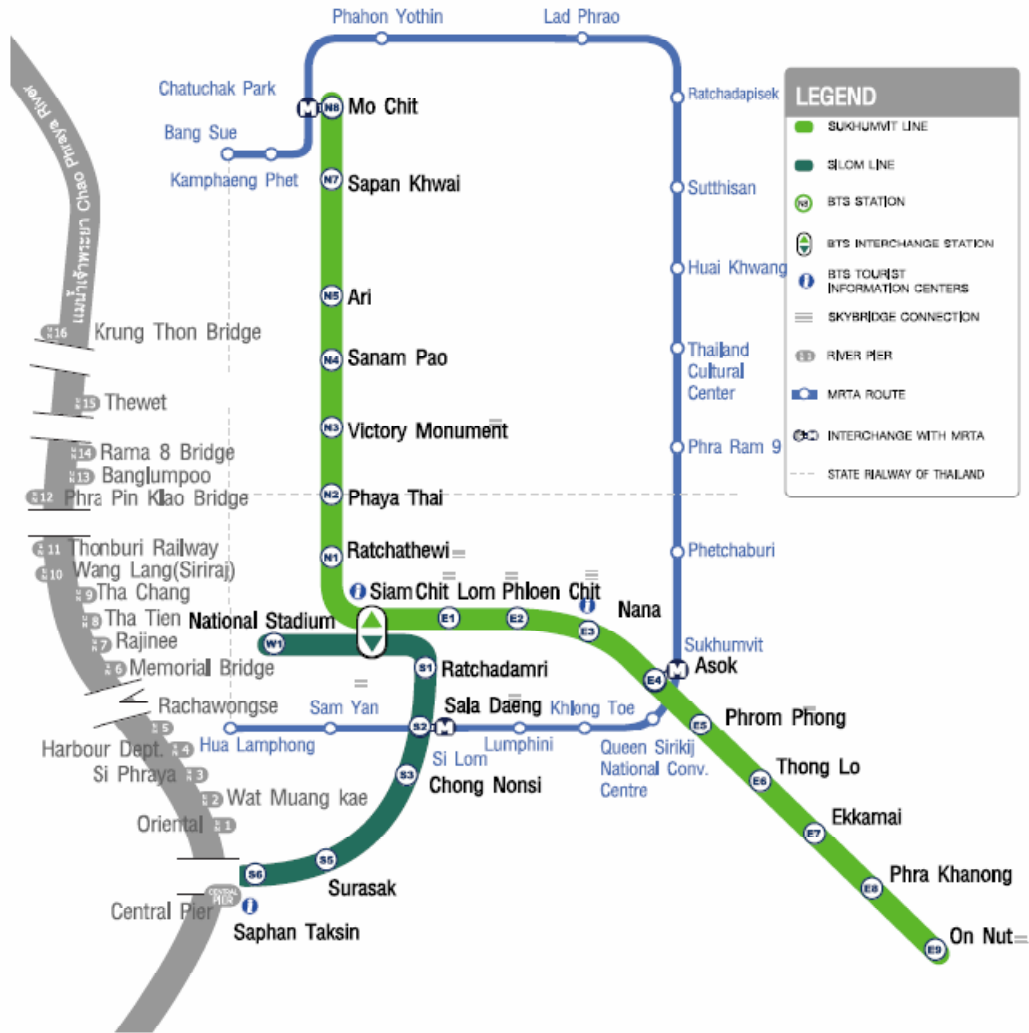 Phahon Yothin
Lad Phrao
Chatuchak Park
M
N8
Mo Chit
Ratchadapisek
Bang Sue
Kamphaeng Phet
N7
Sapan Khwai
Sutthisan
Huai Khwang
N5
Ari
Thailand
Cultural
Center
N4
Sanam Pao
N3
Victory Monument
Phra Ram 9
N2
Phaya Thai
Phetchaburi
N1
Ratchathewi
Siam
Chit Lom
Phloen Chit
Nana
E1
E2
E3
National Stadium
W1
Sukhumvit
M
Asok
E4
S1
Ratchadamri
Sala Daeng
S2
M
Si Lom
Hua Lamphong
Sam Yan
Lumphini
Khlong Toe
Queen Sirikij
National Conv.
Centre
E5
Phrom Phong
S3
Chong Nonsi
E6
Thong Lo
E7
Ekkamai
E8
Phra Khanong
E9
On Nut
S5
Surasak
S6
Saphan Taksin
Chao Phraya River
16 Krung Thon Bridge
15 Thewet
14 Rama 8 Bridge
13 Banglumpoo
12 Phra Pin Klao Bridge
11 Thonburi Railway
10 Wang Lang(Siriraj)
9 Tha Chang
8 Tha Tien
7 Rajinee
6 Memorial Bridge
Rachawongse
5
Harbour Dept. 4
Si Phraya 3
2 Wat Muang kae
Oriental 1
CENTRAL
PIER
Central Pier
LEGEND
SUKHUMVIT LINE
SILOM LINE
N8 BTS STATION
BTS INTERCHANGE STATION
BTS TOURIST
INFORMATION CENTERS
SKYBRIDGE CONNECTION
RIVER PIER
MRTA ROUTE
INTERCHANGE WITH MRTA
STATE RIALWAY OF THAILAND